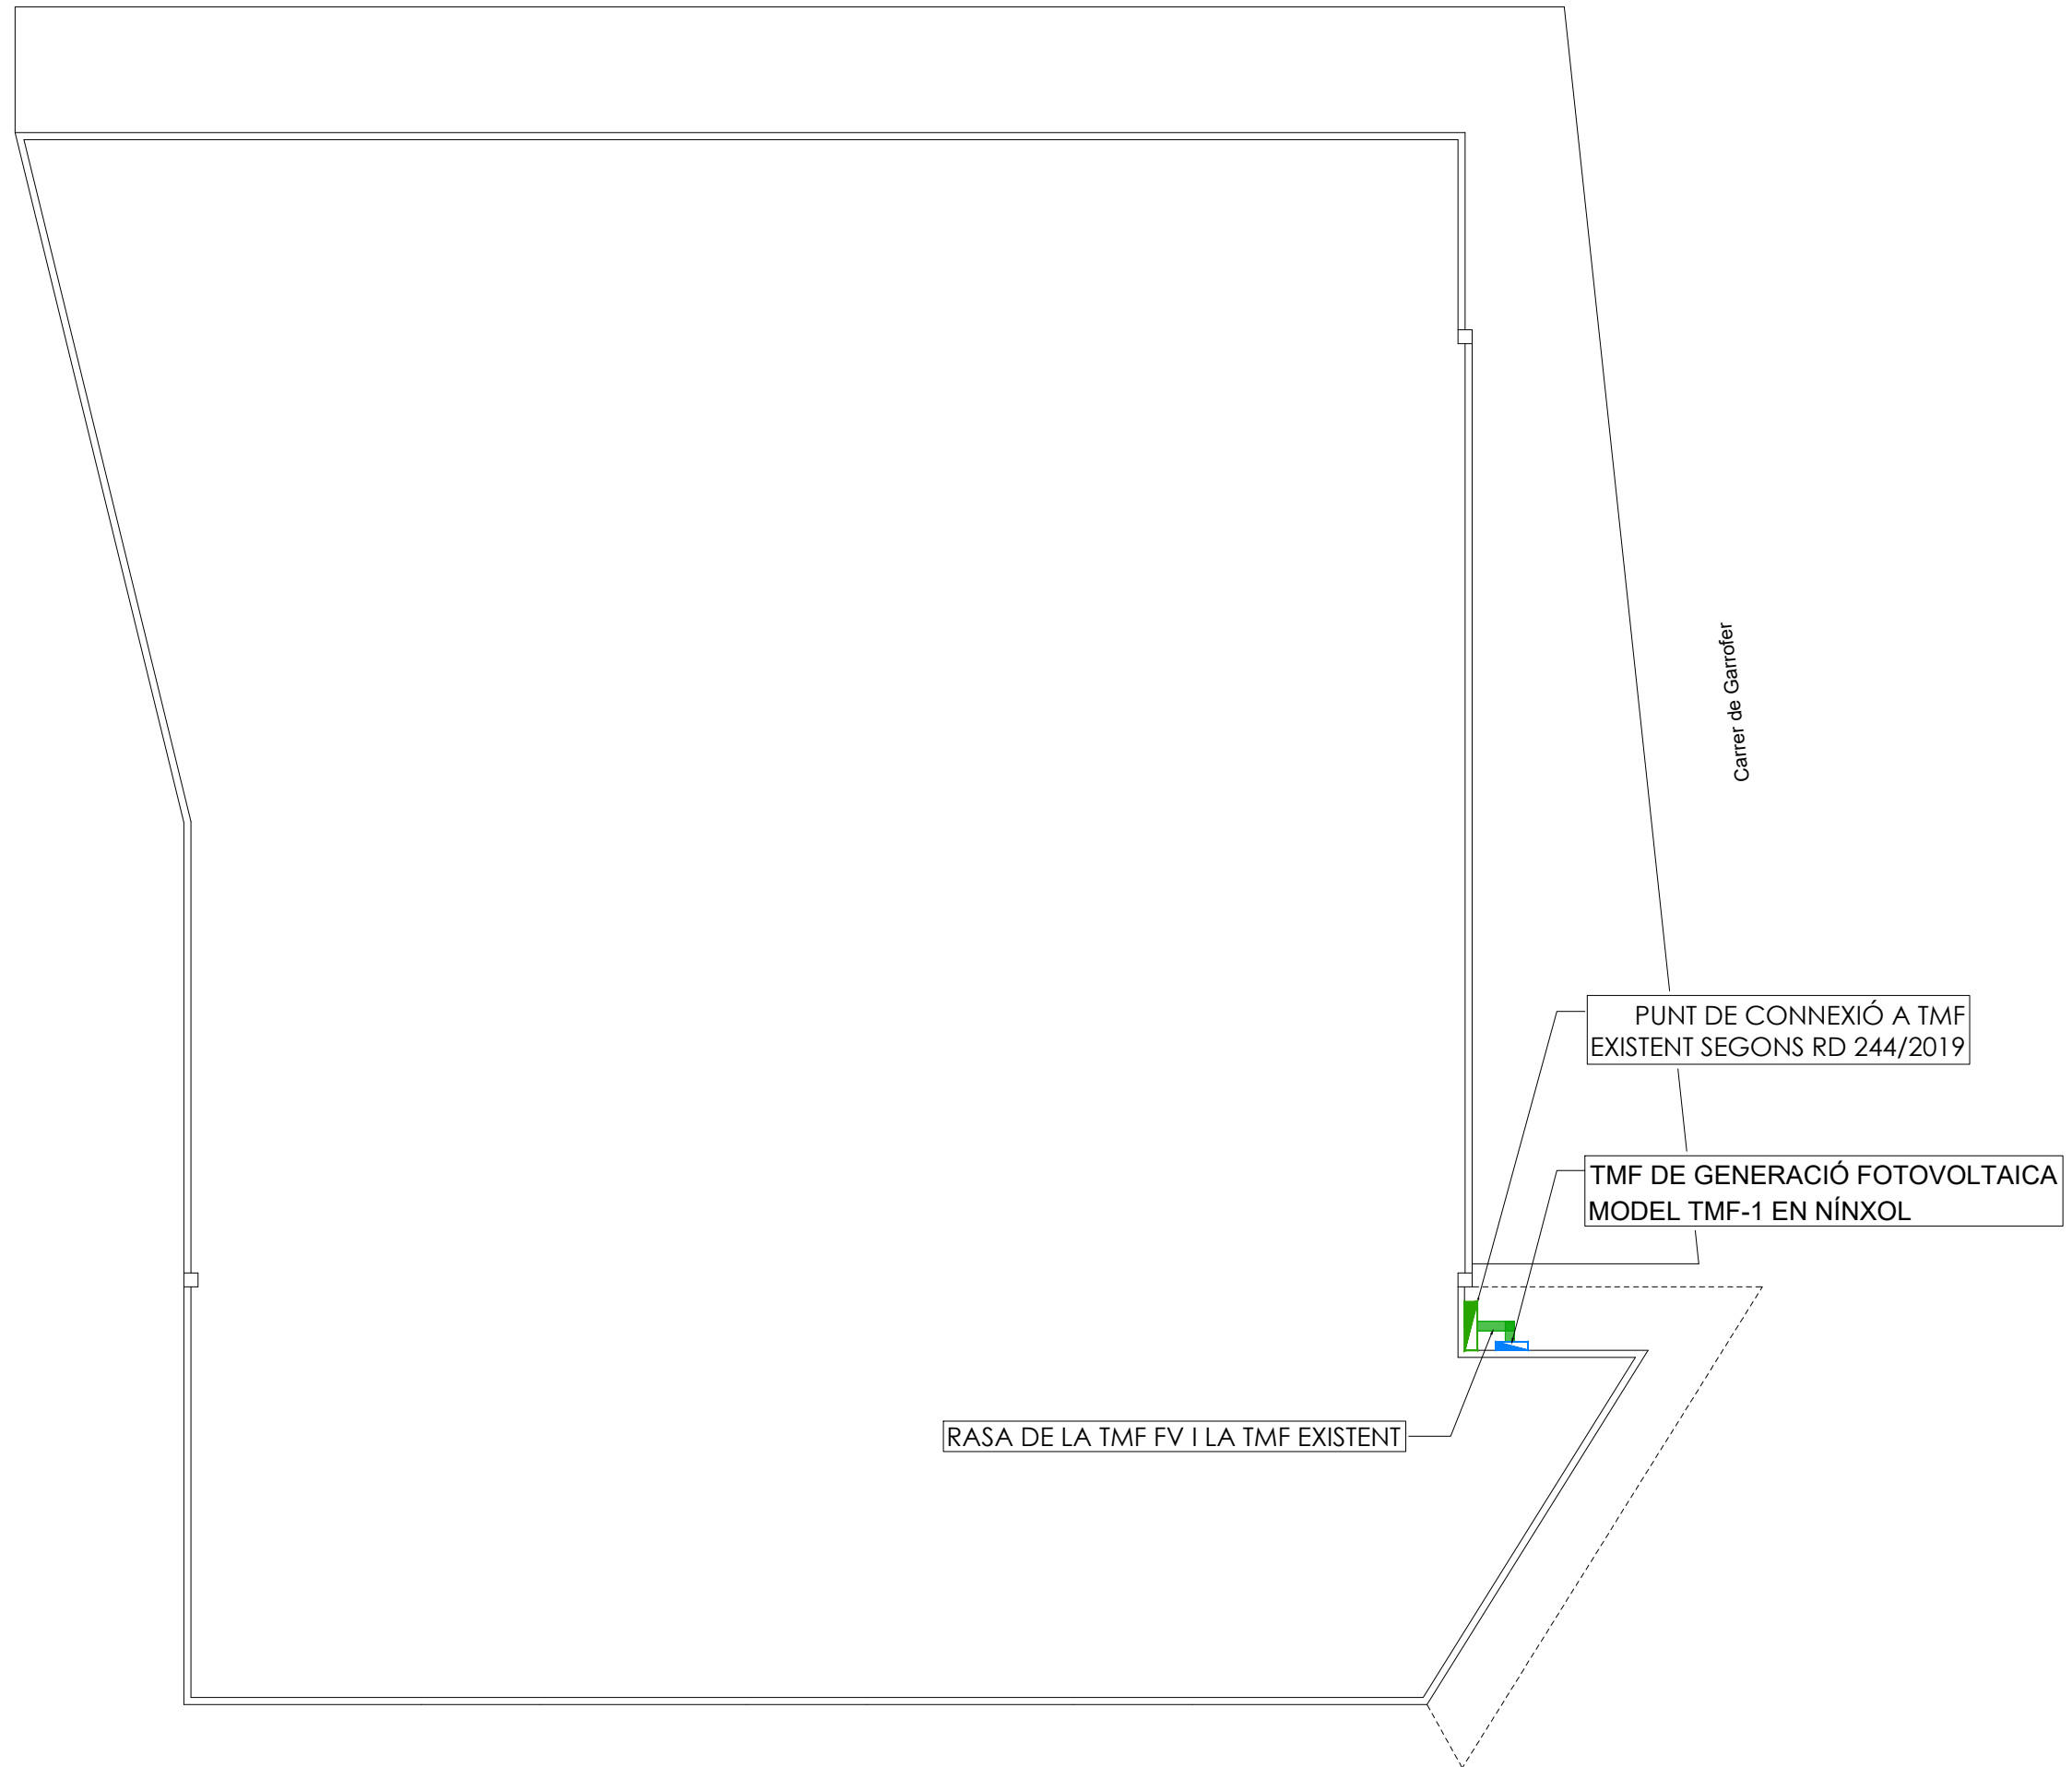 Carrer de Garrofer
PUNT DE CONNEXIÓ A TMF
EXISTENT SEGONS RD 244/2019
TMF DE GENERACIÓ FOTOVOLTAICA
MODEL TMF-1 EN NÍNXOL
RASA DE LA TMF FV I LA TMF EXISTENT